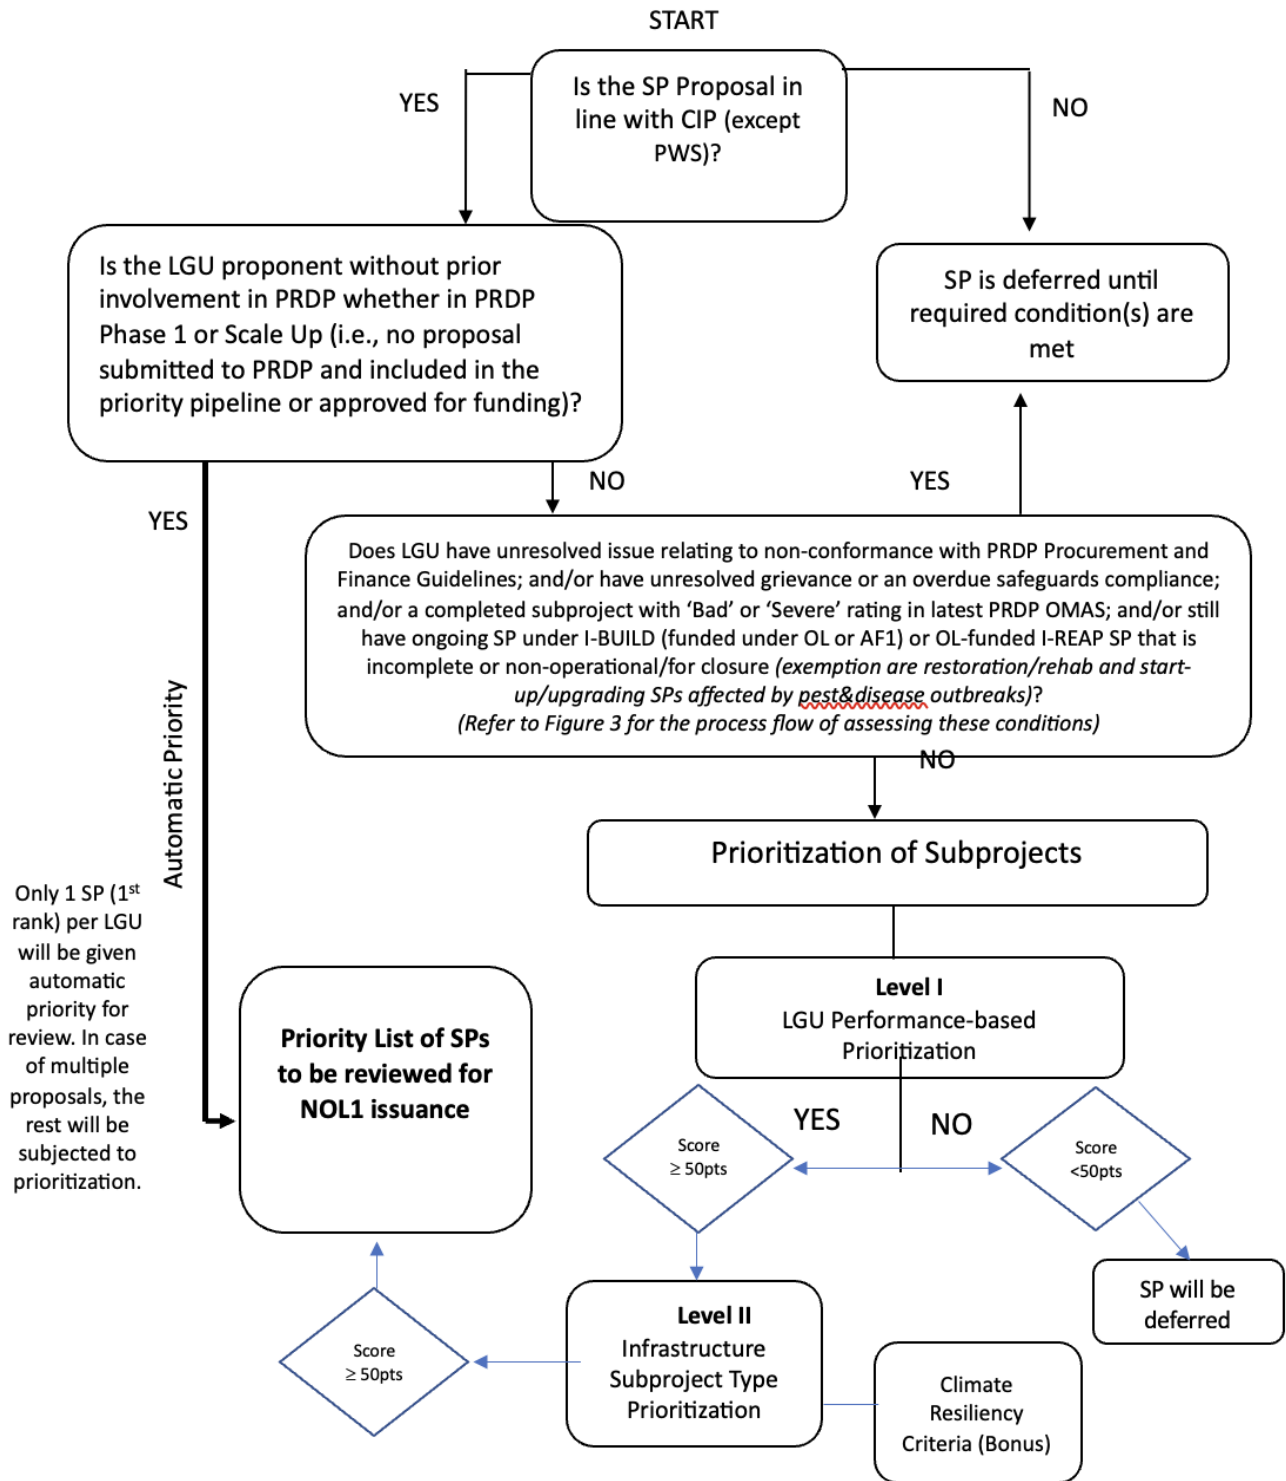 START
Is the SP Proposal in
line with CIP (except
PWS)?
YES
NO
Is the LGU proponent without prior
involvement in PRDP whether in PRDP
Phase 1 or Scale Up (i.e., no proposal
submitted to PRDP and included in the
priority pipeline or approved for funding)?
SP is deferred until
required condition(s) are
met
NO
YES
YES
Does LGU have unresolved issue relating to non-conformance with PRDP Procurement and
Finance Guidelines; and/or have unresolved grievance or an overdue safeguards compliance;
and/or a completed subproject with ‘Bad’ or ‘Severe’ rating in latest PRDP OMAS; and/or still
have ongoing SP under I-BUILD (funded under OL or AF1) or OL-funded I-REAP SP that is
incomplete or non-operational/for closure (exemption are restoration/rehab and start-
up/upgrading SPs affected by pest&disease outbreaks)?
(Refer to Figure 3 for the process flow of assessing these conditions)
NO
Automatic Priority
Prioritization of Subprojects
Only 1 SP (1st
rank) per LGU
will be given
automatic
priority for
review. In case
of multiple
proposals, the
rest will be
subjected to
prioritization.
Level I
LGU Performance-based
Prioritization
Priority List of SPs
to be reviewed for
NOL1 issuance
YES
NO
Score
≥ 50pts
Score
<50pts
SP will be
deferred
Level II
Infrastructure
Subproject Type
Prioritization
Score
≥ 50pts
Climate
Resiliency
Criteria (Bonus)